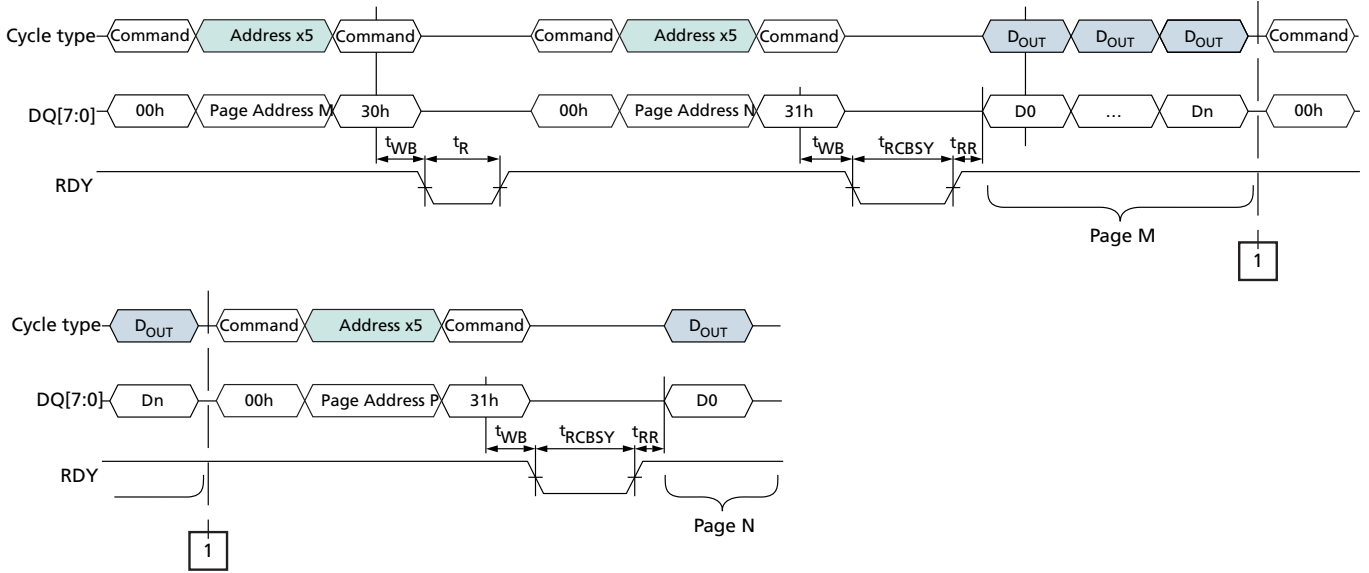 Cycle type Command Address x5 Command Command Address x5 Command DOUT DOUT DOUT Command
DQ[7:0] 00h Page Address M 30h 00h Page Address N 31h D0 ... Dn 00h
tWB tR tWB tRCBSY tRR
RDY
Page M
1
Cycle type DOUT Command Address x5 Command DOUT
DQ[7:0] Dn 00h Page Address P 31h D0
tWB tRCBSY tRR
RDY
Page N
1